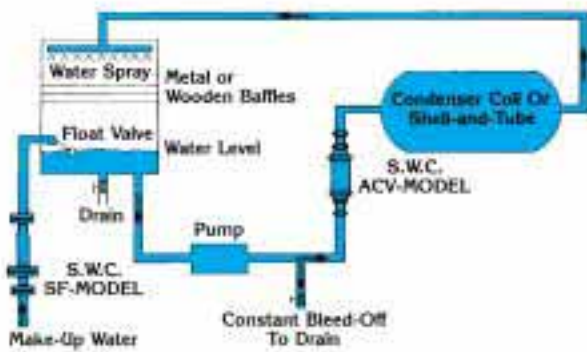 Water Spray
Metal or
Wooden Baffles
Condenser Coil Or
Shell-and-Tube
Float Valve
Water Level
S.W.C.
ACV-MODEL
Drain
Pump
S.W.C.
SF-MODEL
Constant Bleed-Off
To Drain
Make-Up Water